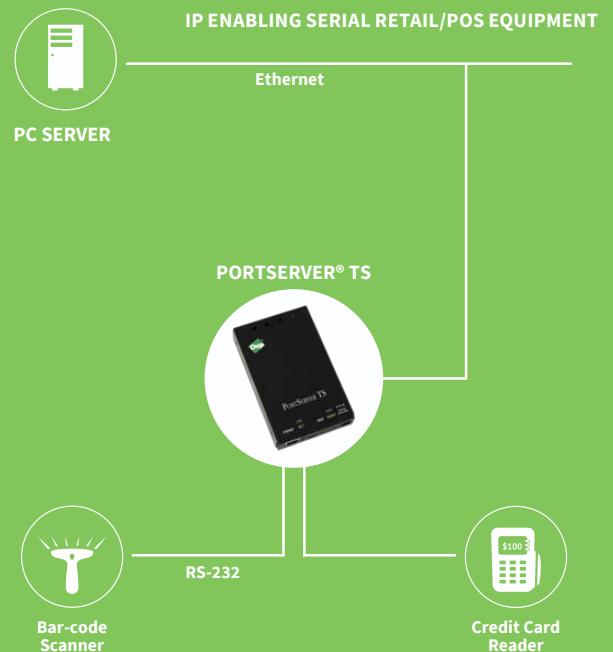 IP ENABLING SERIAL RETAIL/POS EQUIPMENT
Ethernet
PC SERVER
PORTSERVER® TS
Digi
PORTSERVER TS
RS-232
$100
Bar-code
Scanner
Credit Card
Reader